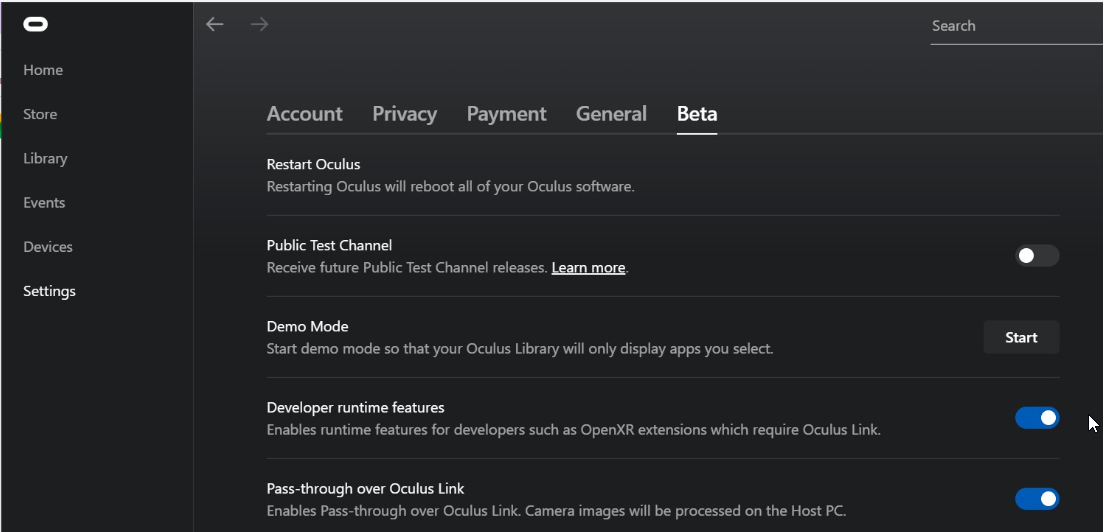 Search
Home
Store
Library
Events
Devices
Settings
Account Privacy Payment General Beta
Restart Oculus
Restarting Oculus will reboot all of your Oculus software.
Public Test Channel
Receive future Public Test Channel releases. Learn more.
Demo Mode
Start demo mode so that your Oculus Library will only display apps you select.
Start
Developer runtime features
Enables runtime features for developers such as OpenXR extensions which require Oculus Link.
Pass-through over Oculus Link
Enables Pass-through over Oculus Link. Camera images will be processed on the Host PC.